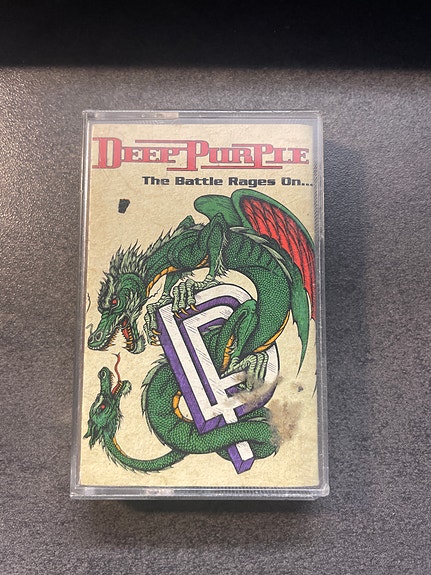 DEEP PURPLE
The Battle Rages On...